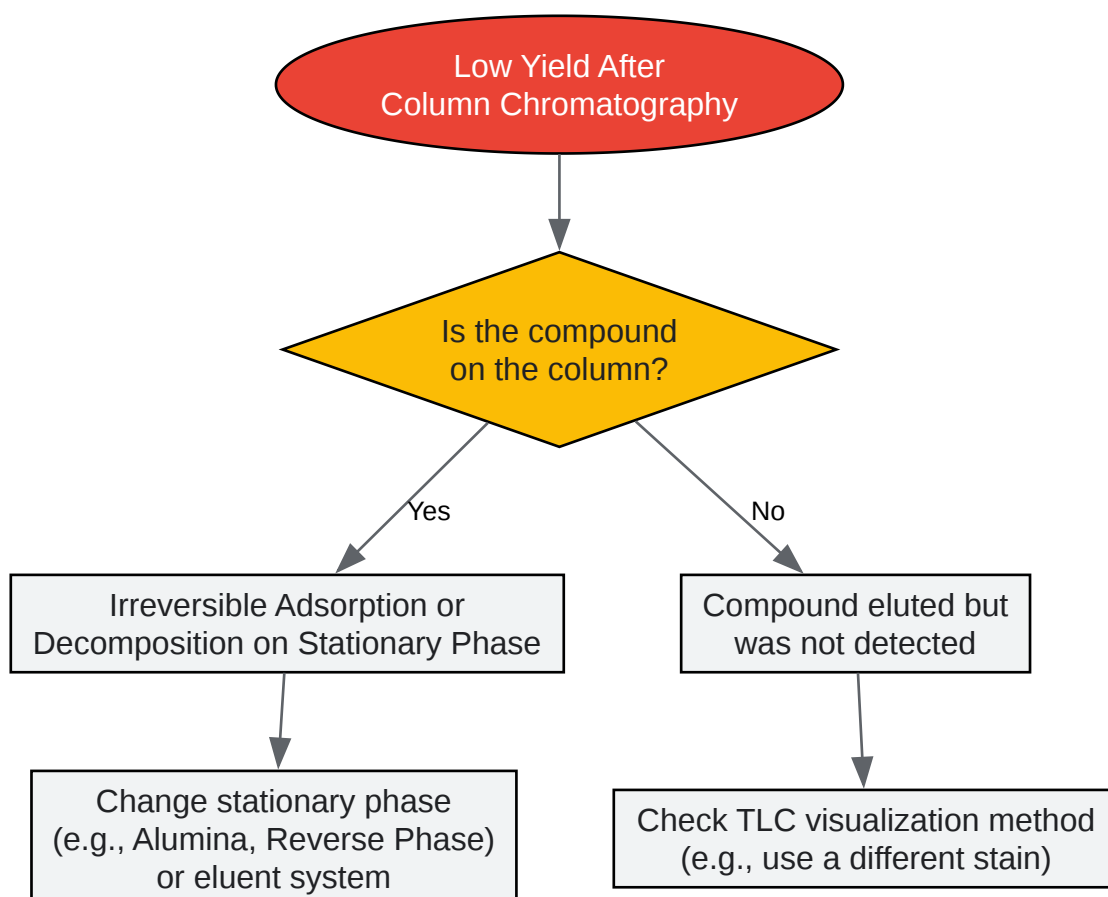 Low Yield After
Column Chromatography
Is the compound
on the column?
Yes
No
Irreversible Adsorption or
Decomposition on Stationary Phase
Compound eluted but
was not detected
Change stationary phase
(e.g., Alumina, Reverse Phase)
or eluent system
Check TLC visualization method
(e.g., use a different stain)